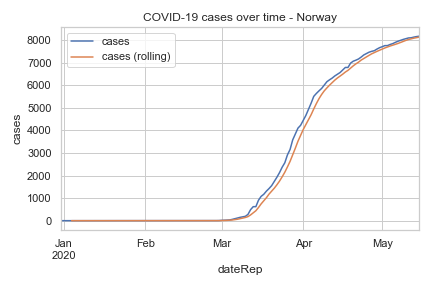 COVID-19 cases over time - Norway
cases
cases (rolling)
8000
7000
6000
5000
4000
3000
2000
1000
0
cases
Jan Feb Mar Apr May
2020
dateRep